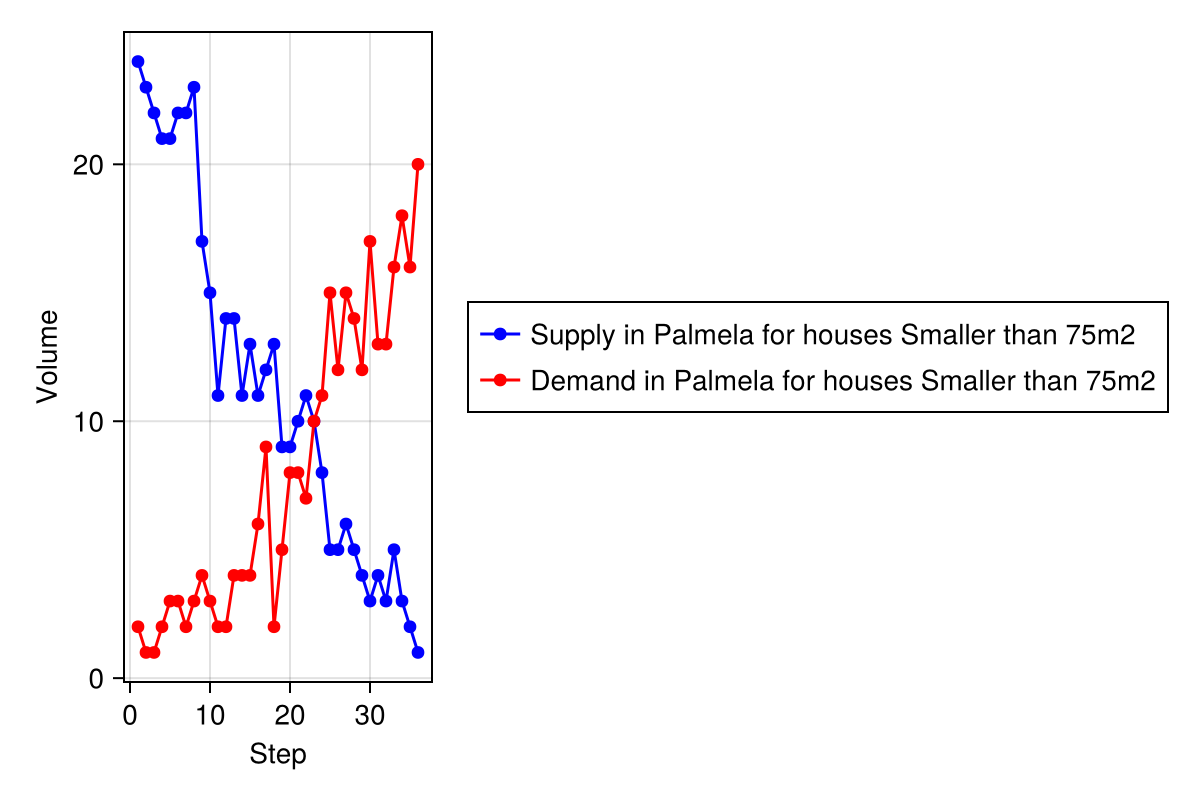 20
10
0
Volume
0 10 20 30
Step
Supply in Palmela for houses Smaller than 75m2
Demand in Palmela for houses Smaller than 75m2